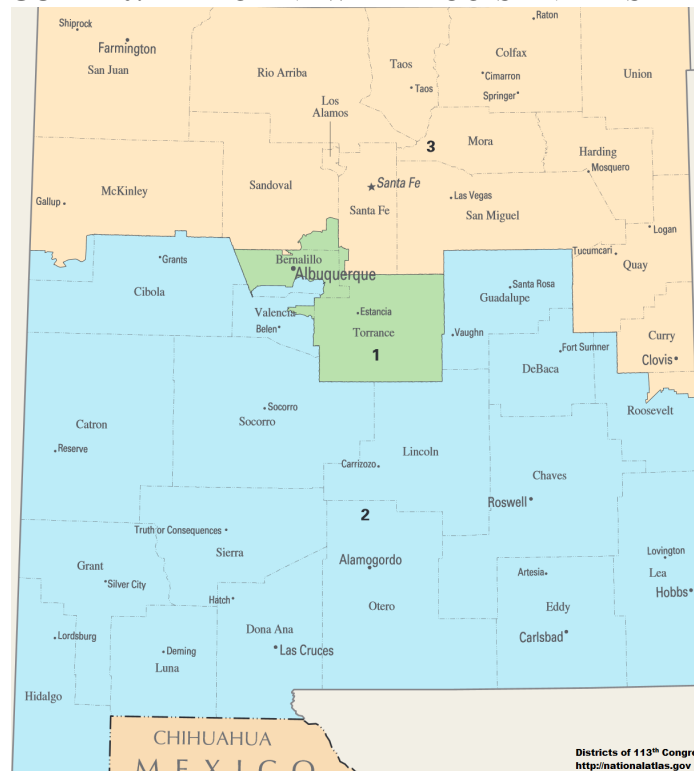 Raton
Shiprock
Farmington
San Juan
Rio Arriba
Taos
Taos
Colfax
Cimarron
Springer
Union
Los
Alamos
3
Mora
Harding
Mosquero
McKinley
Gallup
Sandoval
Santa Fe
Santa Fe
Las Vegas
San Miguel
Logan
Tucumcari
Quay
Grants
Cibola
Bernalillo
Albuquerque
Santa Rosa
Guadalupe
Valencia
Belen
Estancia
Torrance
1
Vaughn
Fort Sumner
DeBaca
Curry
Clovis
Roosevelt
Catron
Reserve
Socorro
Socorro
Carrizozo
Lincoln
Chaves
Roswell
2
Truth or Consequences
Sierra
Alamogordo
Otero
Grant
Silver City
Hatch
Artesia
Eddy
Carlsbad
Lovington
Lea
Hobbs
Lordsburg
Deming
Luna
Dona Ana
Las Cruces
Hidalgo
CHIHUAHUA
MEXICO
Districts of 113th Congre
http://nationalatlas.gov